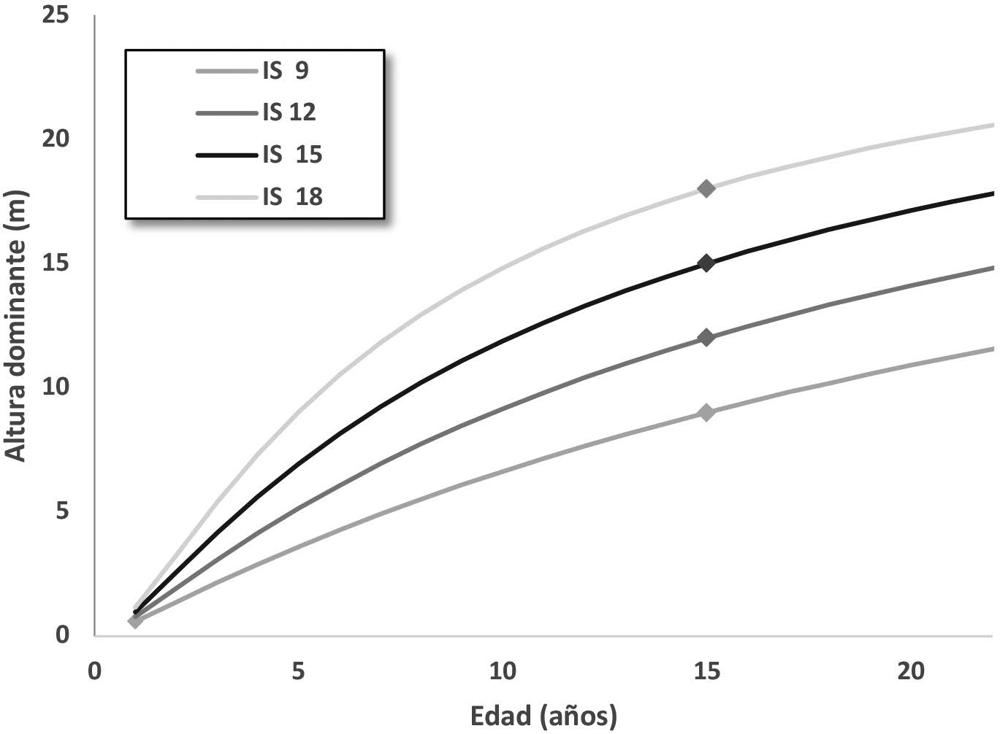 25
20
15
10
5
0
Altura dominante (m)
IS 9
IS 12
IS 15
IS 18
0 5 10 15 20
Edad (años)